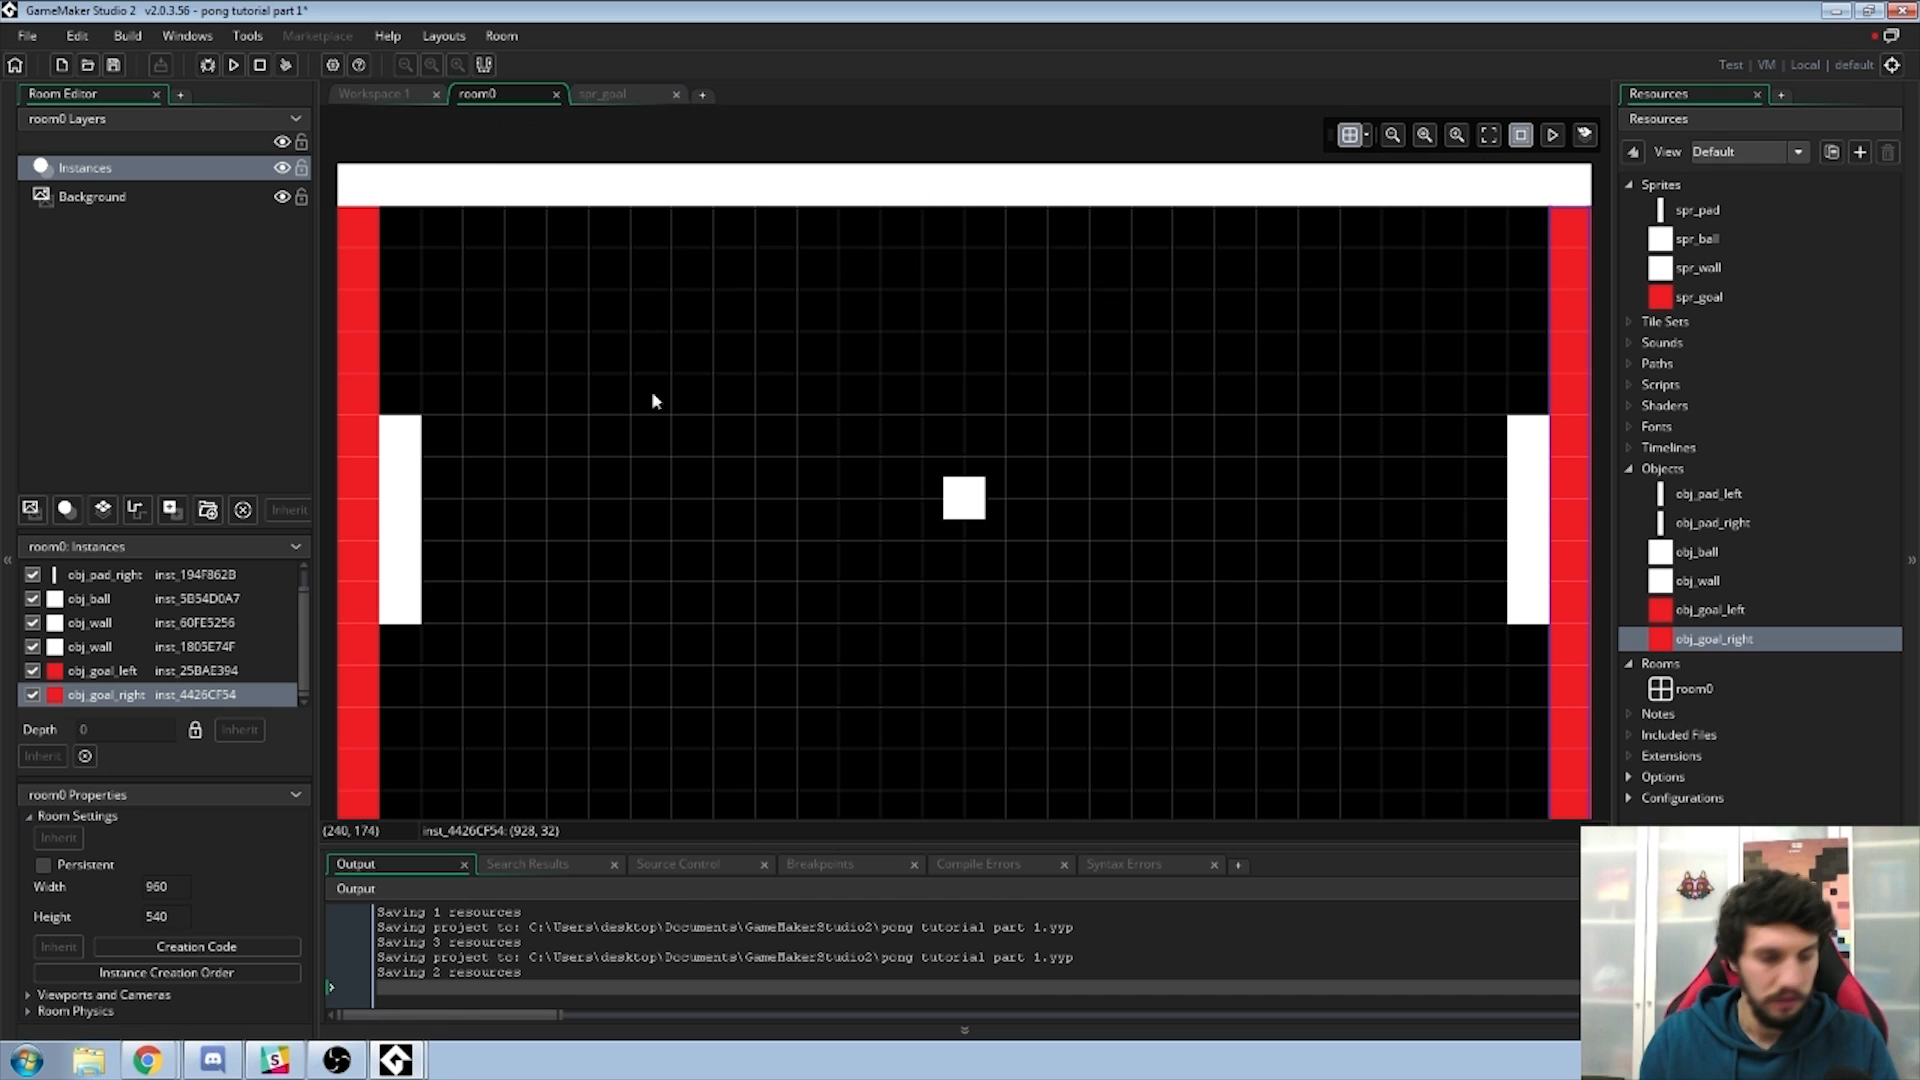 GameMaker Studio 2   v2.0.3.56 - pong tutorial part 1*
File Edit Build Windows Tools Marketplace Help Layouts Room
Test | VM | Local | default
Room Editor
room0 Layers
Instances
Background
Inherit
room0: Instances
obj_pad_right inst_194F862B
obj_ball inst_5B54D0A7
obj_wall inst_60FE5256
obj_wall inst_1805E74F
obj_goal_left inst_25BAE394
obj_goal_right inst_4426CF54
Depth 0 Inherit
Inherit
room0 Properties
Room Settings
Inherit
Persistent
Width 960
Height 540
Inherit Creation Code
Instance Creation Order
Viewports and Cameras
Room Physics
Workspace 1 room0 spr_goal
(240, 174) inst_4426CF54: (928, 32)
Output Search Results Source Control Breakpoints Compile Errors Syntax Errors
Output
Saving 1 resources
Saving project to: C:\Users\desktop\Documents\GameMakerStudio2\pong tutorial part 1.yyp
Saving 3 resources
Saving project to: C:\Users\desktop\Documents\GameMakerStudio2\pong tutorial part 1.yyp
Saving 2 resources
Resources
Resources
View Default
Sprites
spr_pad
spr_ball
spr_wall
spr_goal
Tile Sets
Sounds
Paths
Scripts
Shaders
Fonts
Timelines
Objects
obj_pad_left
obj_pad_right
obj_ball
obj_wall
obj_goal_left
obj_goal_right
Rooms
room0
Notes
Included Files
Extensions
Options
Configurations